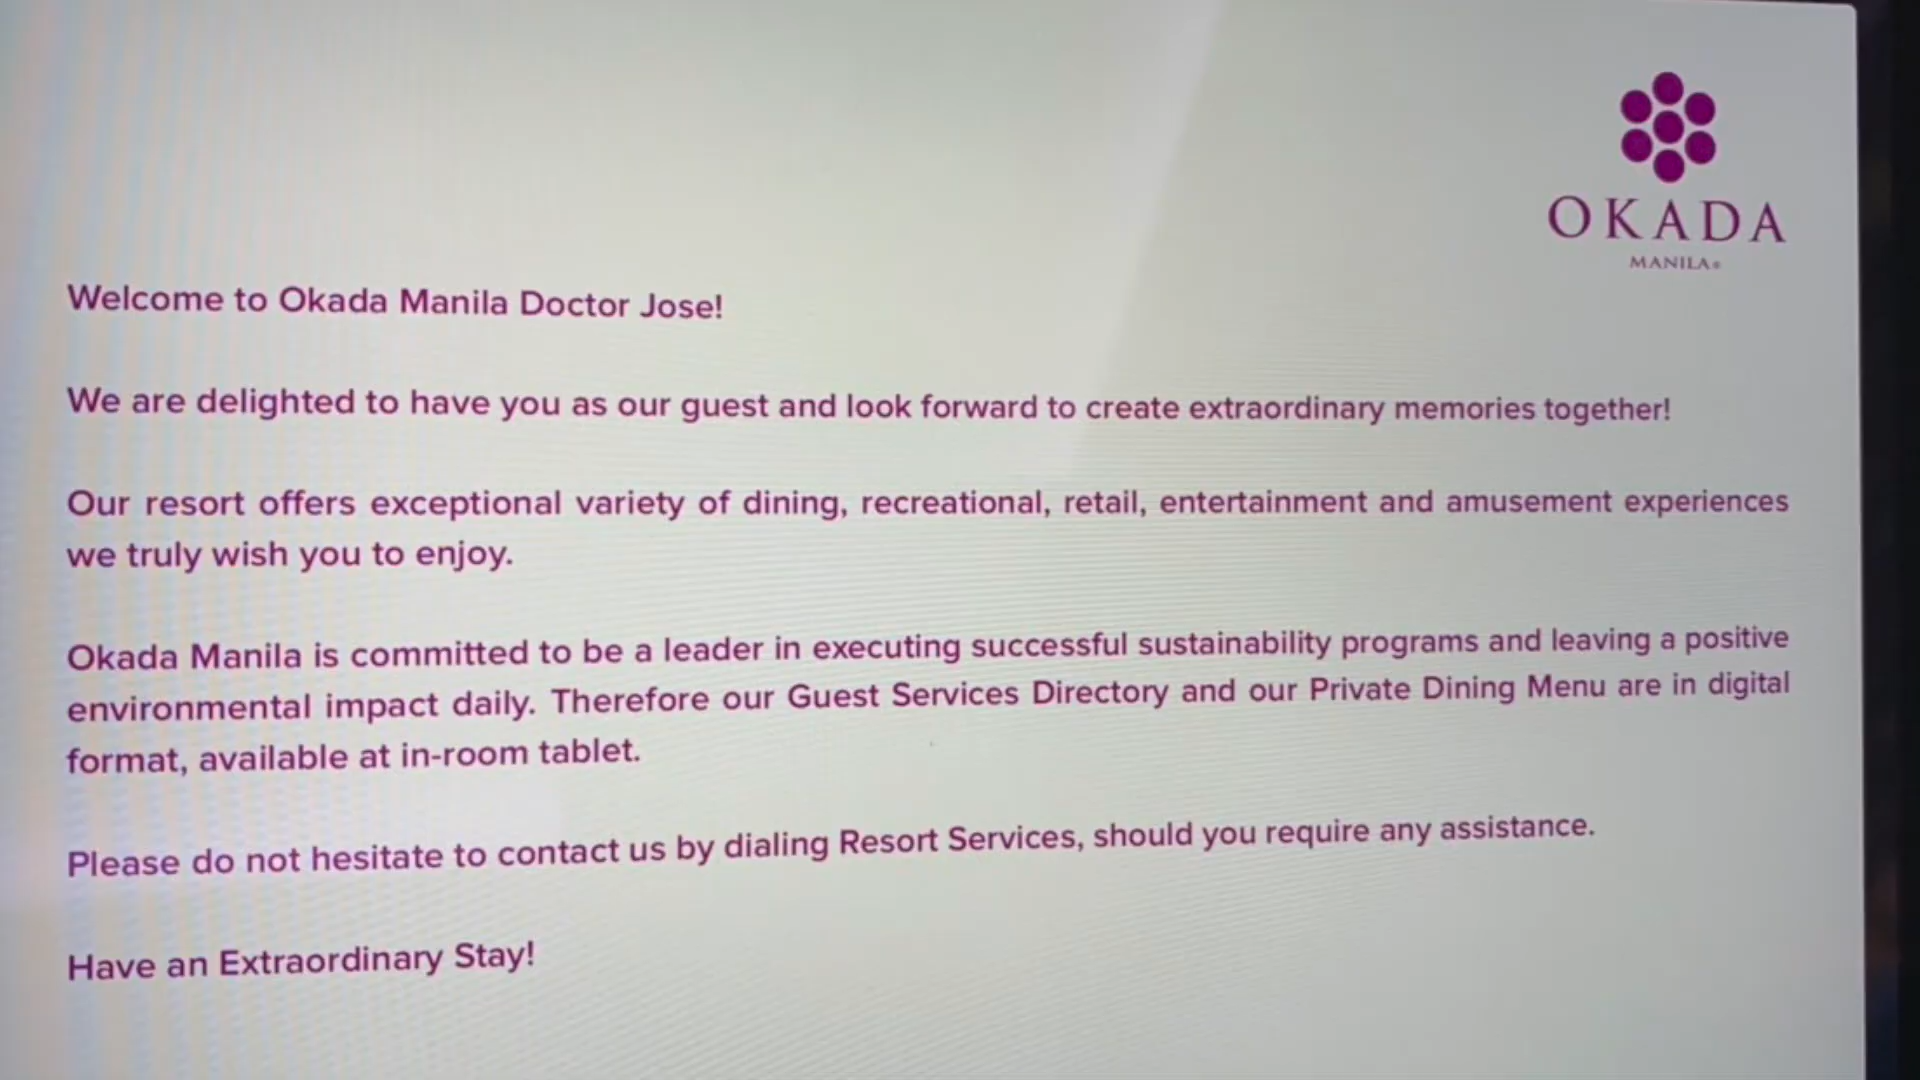 OKADA
MANILA®
Welcome to Okada Manila Doctor Jose!
We are delighted to have you as our guest and look forward to create extraordinary memories together!
Our resort offers exceptional variety of dining, recreational, retail, entertainment and amusement experiences
we truly wish you to enjoy.
Okada Manila is committed to be a leader in executing successful sustainability programs and leaving a positive
environmental impact daily. Therefore our Guest Services Directory and our Private Dining Menu are in digital
format, available at in-room tablet.
Please do not hesitate to contact us by dialing Resort Services, should you require any assistance.
Have an Extraordinary Stay!